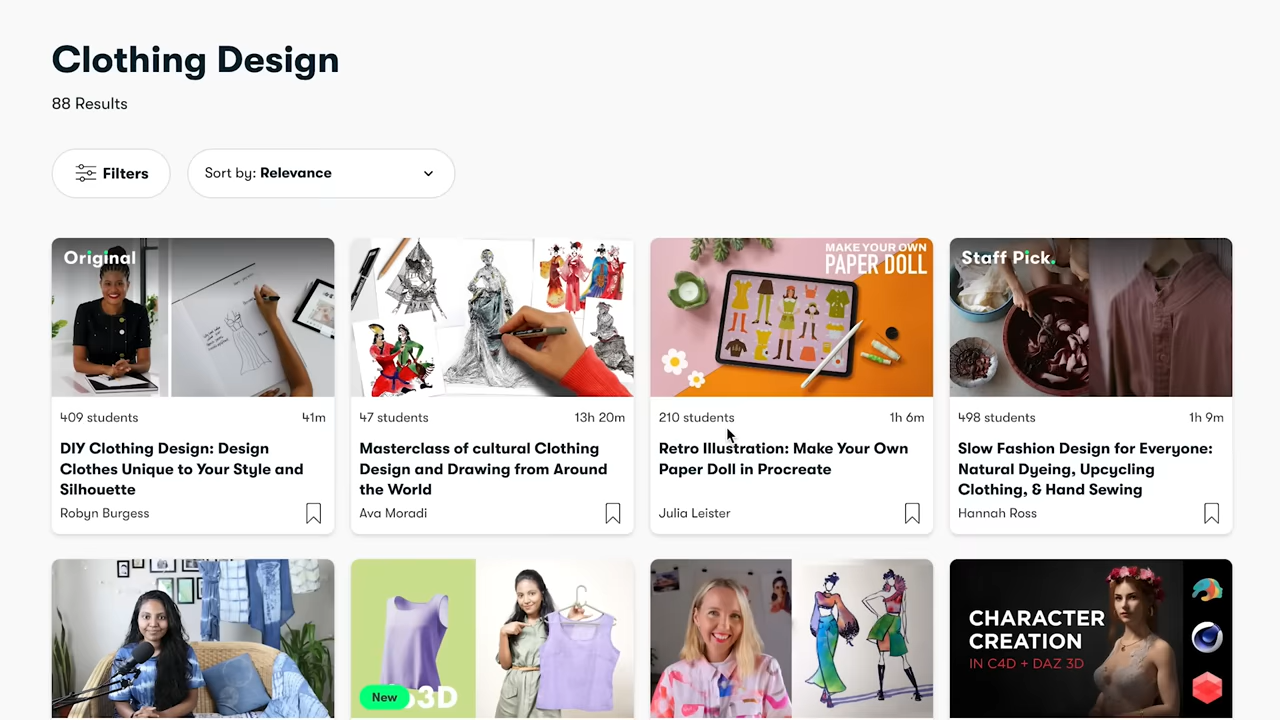 Clothing Design
88 Results
Filters
Sort by: Relevance
Original
MAKE YOUR OWN
PAPER DOLL
Staff Pick.
409 students 41m
47 students 13h 20m
210 students 1h 6m
498 students 1h 9m
DIY Clothing Design: Design
Clothes Unique to Your Style and
Silhouette
Robyn Burgess
Masterclass of cultural Clothing
Design and Drawing from Around
the World
Ava Moradi
Retro Illustration: Make Your Own
Paper Doll in Procreate
Julia Leister
Slow Fashion Design for Everyone:
Natural Dyeing, Upcycling
Clothing, & Hand Sewing
Hannah Ross
New
3D
CHARACTER
CREATION
IN C4D + DAZ 3D